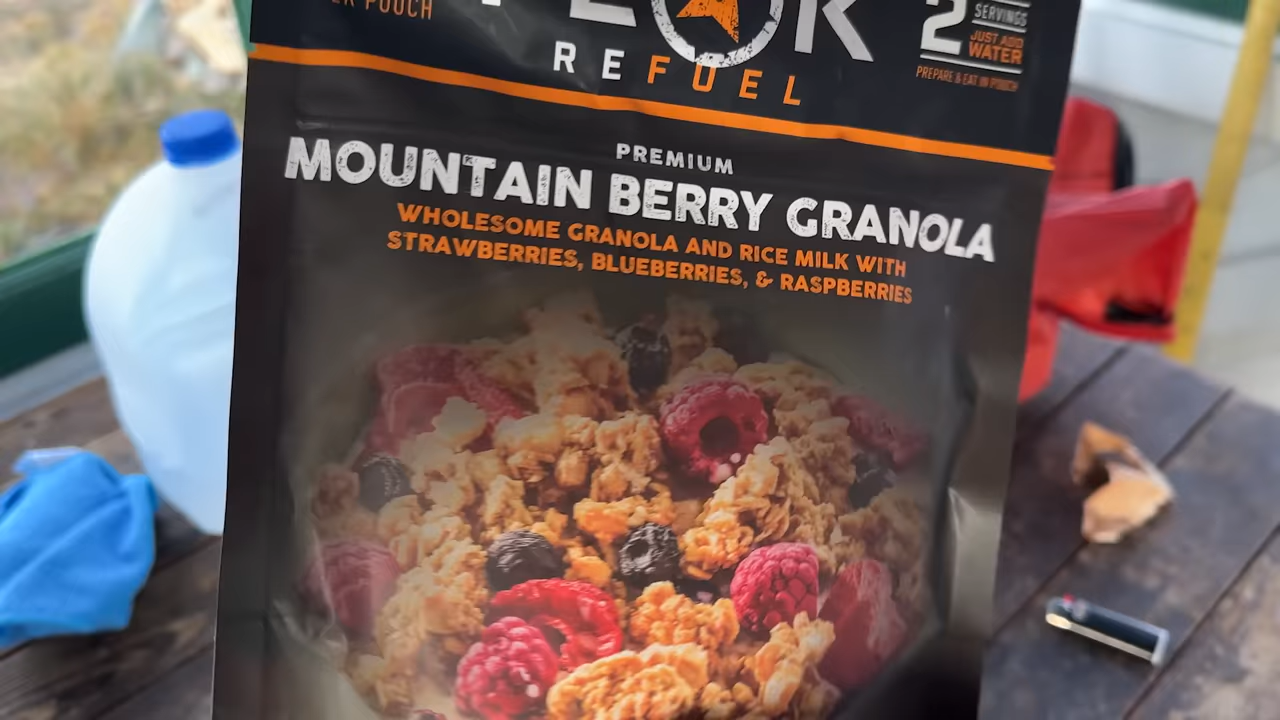 POUCH
REFUEL
2
SERVINGS
JUST ADD
WATER
PREPARE & EAT IN POUCH
PREMIUM
MOUNTAIN BERRY GRANOLA
WHOLESOME GRANOLA AND RICE MILK WITH
STRAWBERRIES, BLUEBERRIES, & RASPBERRIES